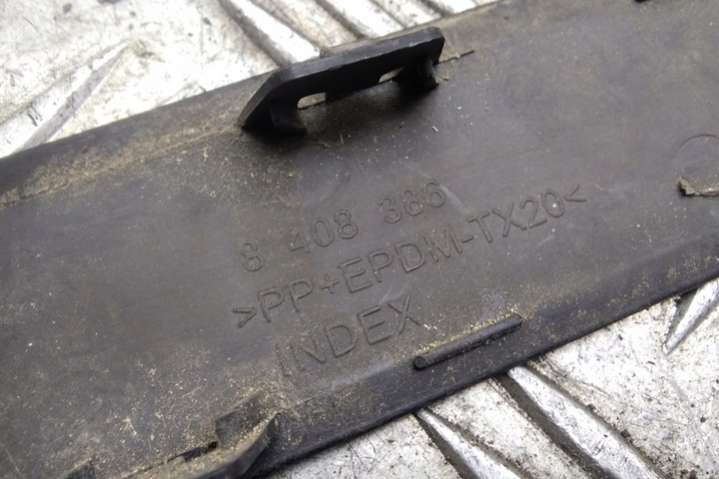 8 408 386
>PP+EPDM-TX20<
INDEX